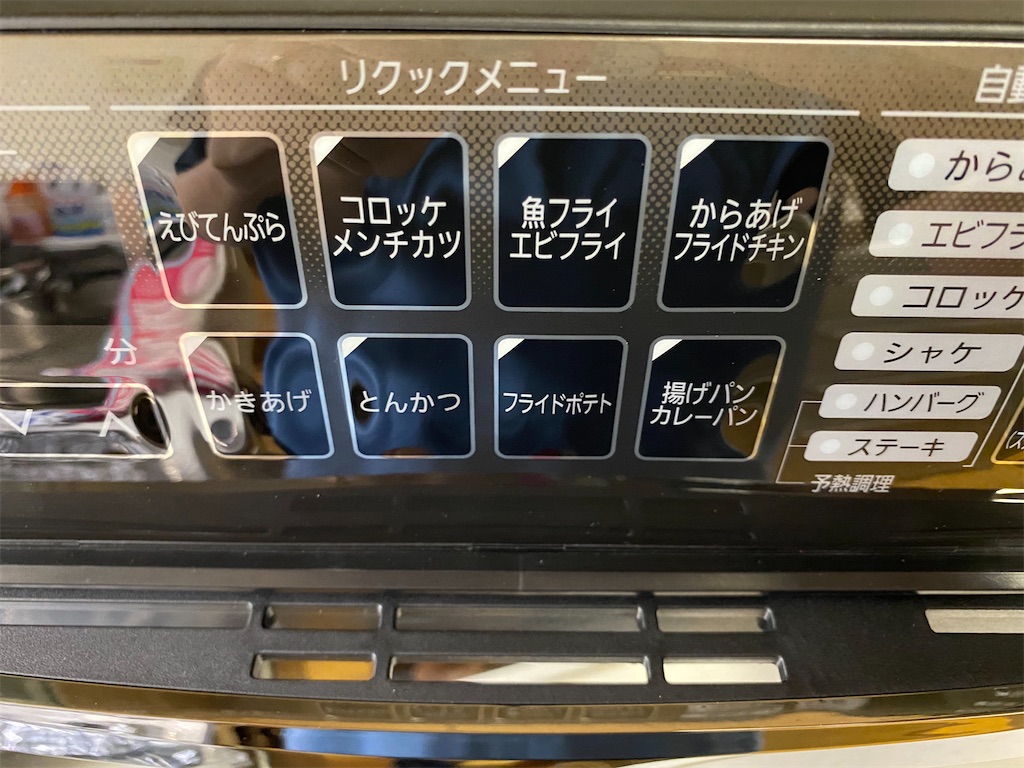 リクックメニュー
自動
えびてんぷら
コロッケ
メンチカツ
魚フライ
エビフライ
からあげ
フライドチキン
から
エビフラ
コロック
シャケ
ハンバーグ
ステーキ
予熱調理
分
かきあげ
とんかつ
フライドポテト
揚げパン
カレーパン